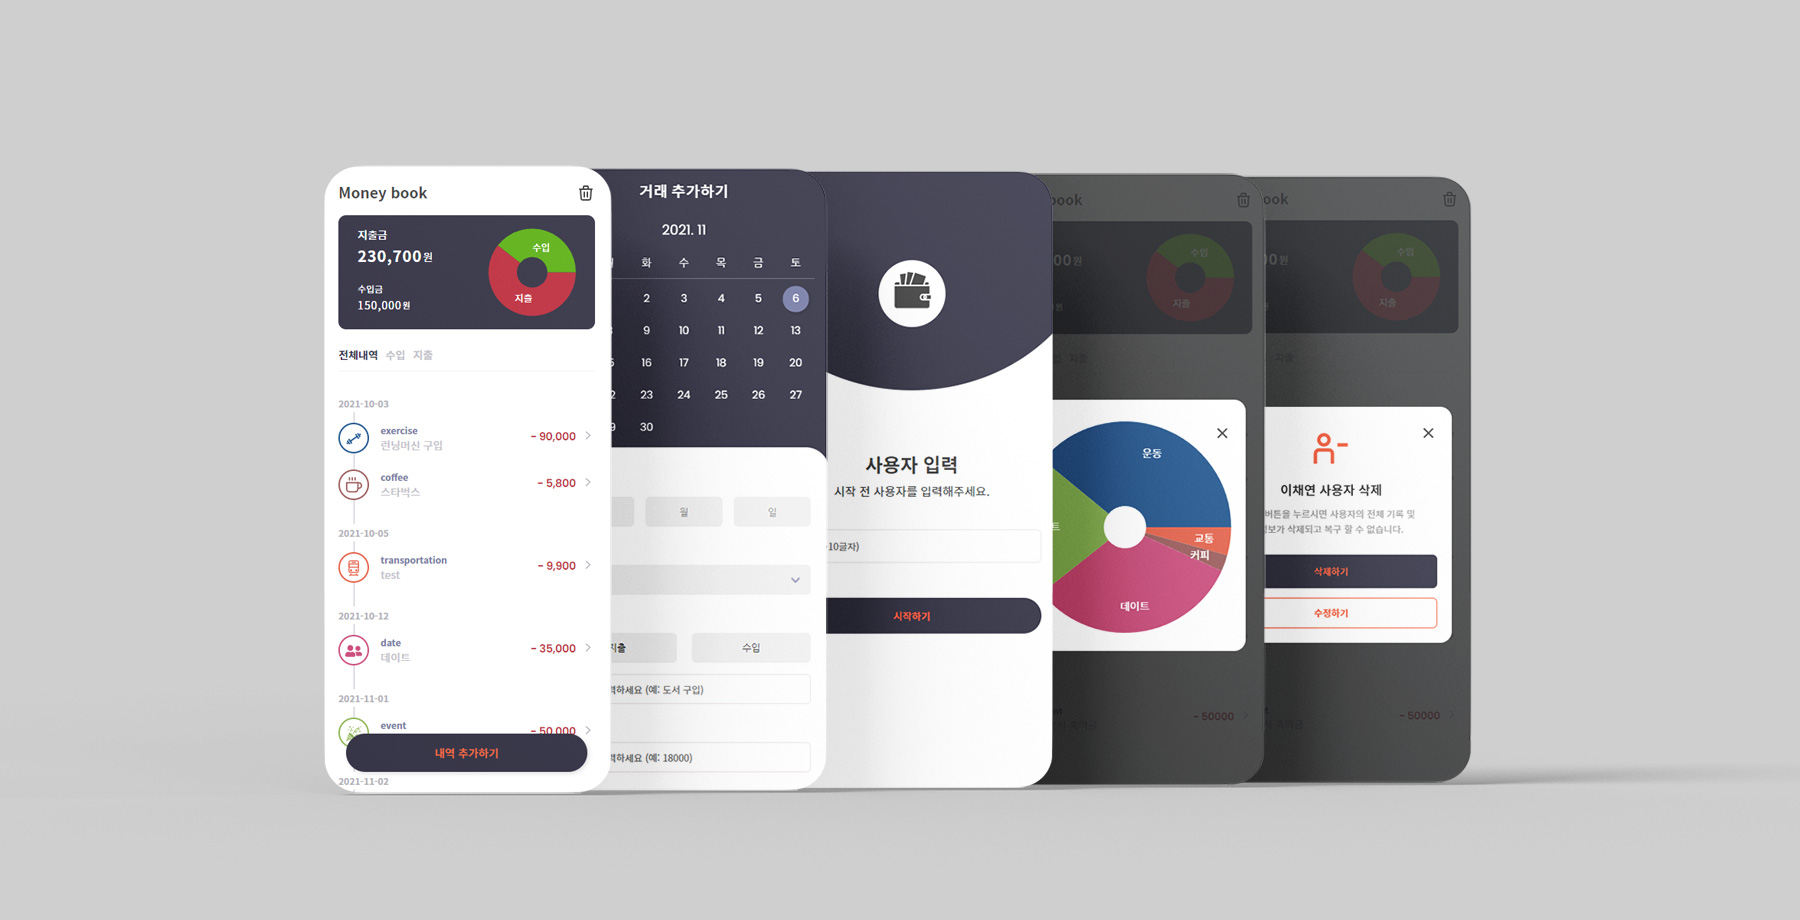 Money book
지출금
230,700원
수입금
150,000원
수입
지출
전체내역 수입 지출
2021-10-03
exercise
런닝머신 구입
- 90,000
coffee
스타벅스
- 5,800
2021-10-05
transportation
test
- 9,900
2021-10-12
date
데이트
- 35,000
2021-11-01
event
- 50,000
내역 추가하기
2021-11-02
거래 추가하기
2021. 11
화 수 목 금 토
2 3 4 5 6
9 10 11 12 13
16 17 18 19 20
23 24 25 26 27
30
월 일
지출 수입
력하세요 (예: 도서 구입)
력하세요 (예: 18000)
사용자 입력
시작 전 사용자를 입력해주세요.
10글자)
시작하기
book
00원
원
수입
지출
지출
운동
교통
커피
데이트
트
- 50000
ook
00원
수입
지출
지출
이채연 사용자 삭제
버튼을 누르시면 사용자의 전체 기록 및
정보가 삭제되고 복구 할 수 없습니다.
삭제하기
수정하기
- 50000